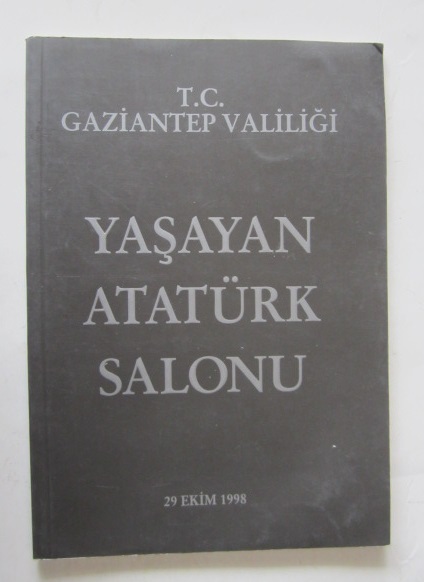 T.C.
GAZİANTEP VALİLİĞİ
YAŞAYAN
ATATÜRK
SALONU
29 EKİM 1998